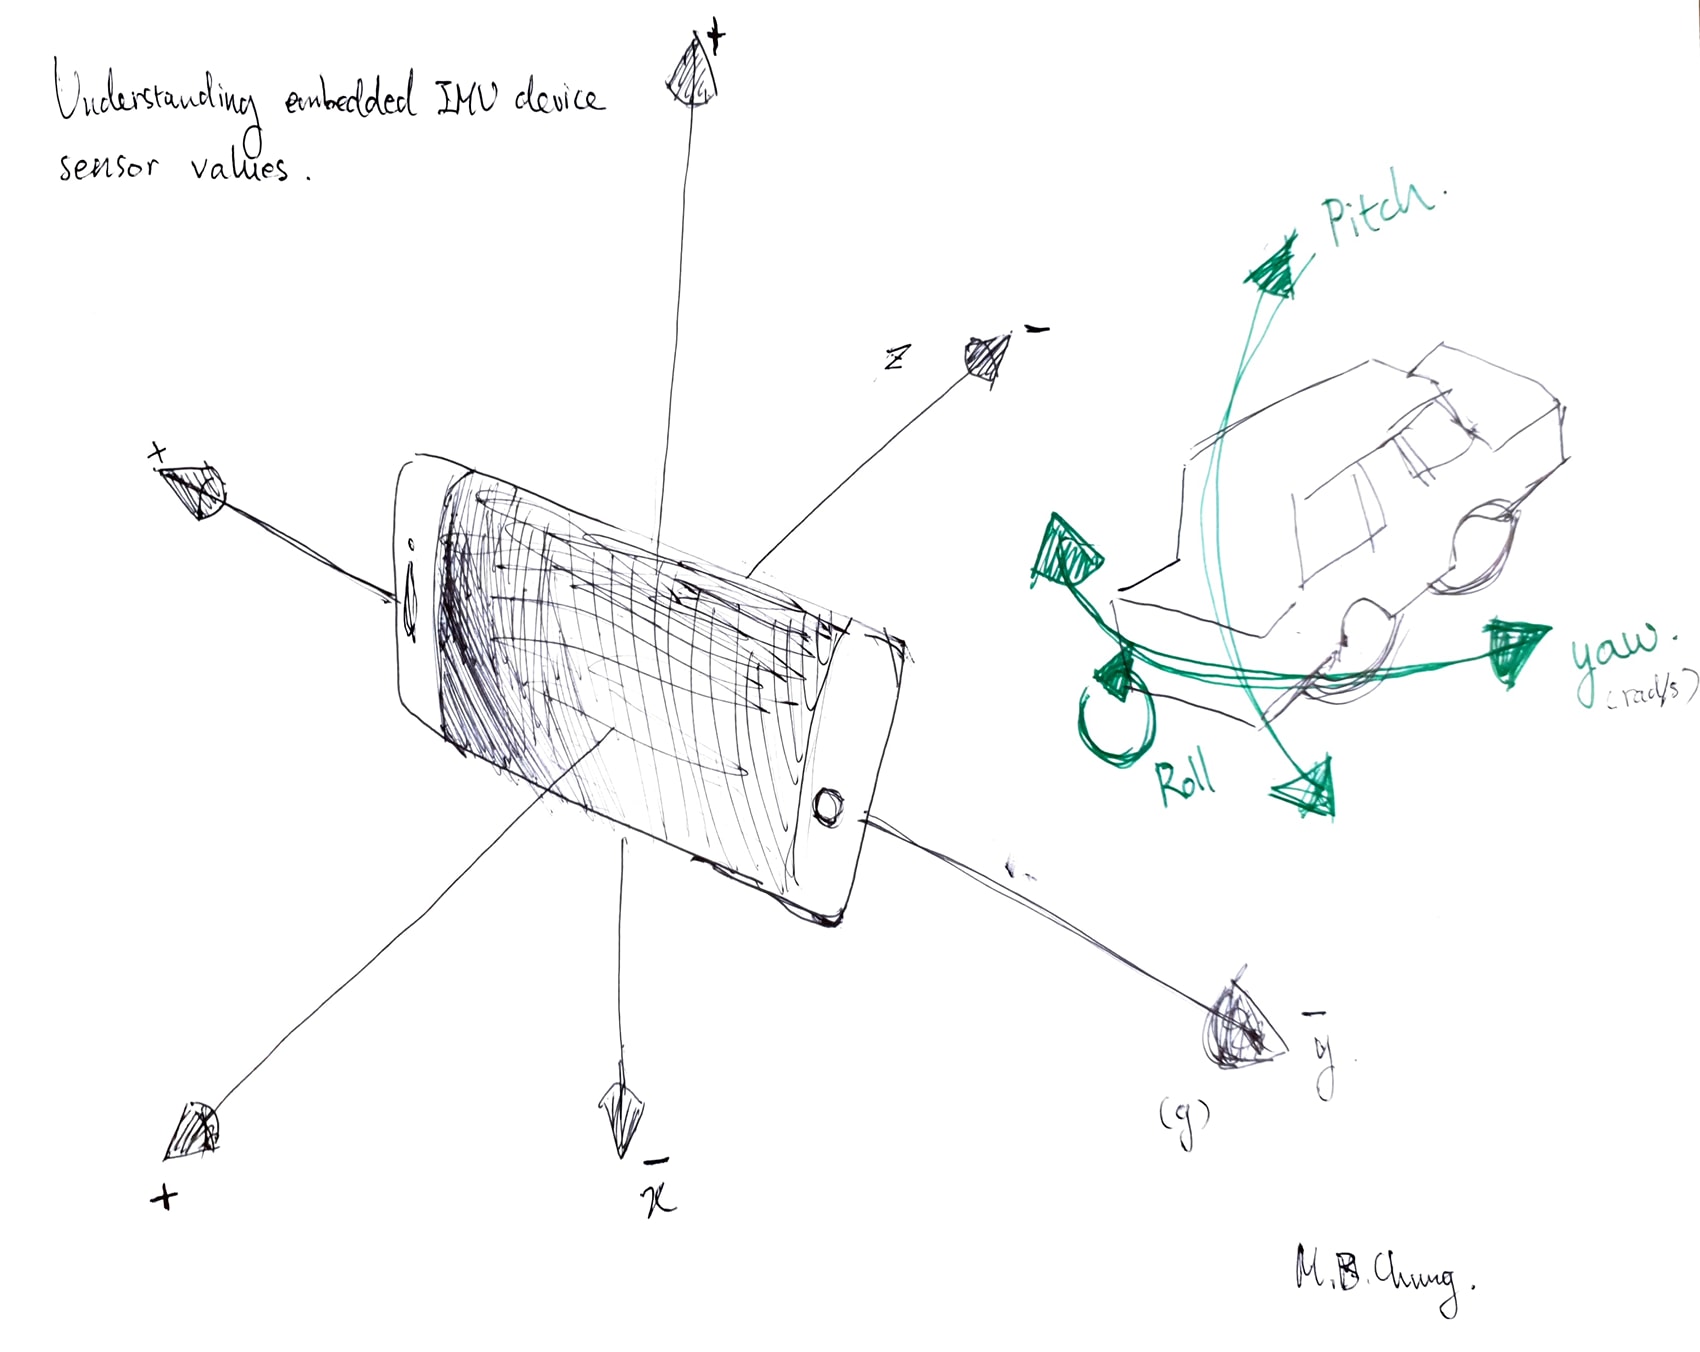 Understanding embedded IMU device
sensor values.
+
Pitch.
z
-
+
yaw.
(rad/s)
Roll
-
y.
(g)
+
-
x
M.B. Chung.